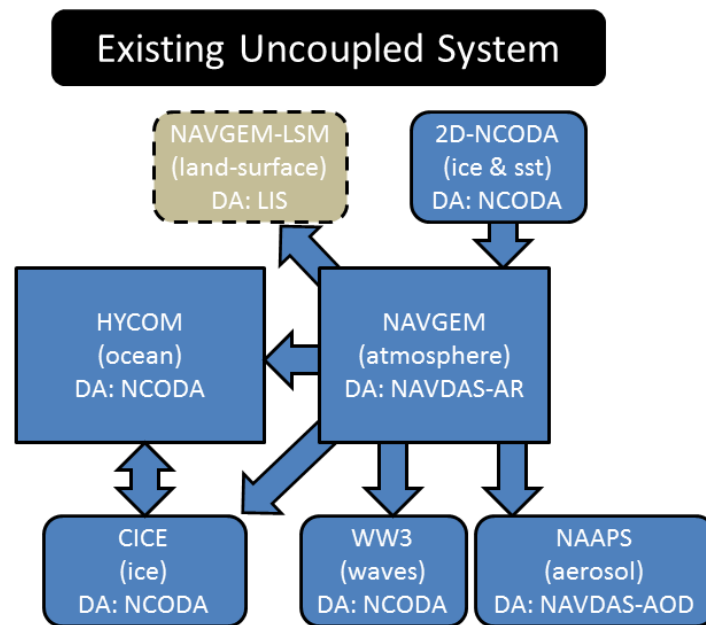 Existing Uncoupled System
NAVGEM-LSM
(land-surface)
DA: LIS
2D-NCODA
(ice & sst)
DA: NCODA
HYCOM
(ocean)
DA: NCODA
NAVGEM
(atmosphere)
DA: NAVDAS-AR
CICE
(ice)
DA: NCODA
WW3
(waves)
DA: NCODA
NAAPS
(aerosol)
DA: NAVDAS-AOD